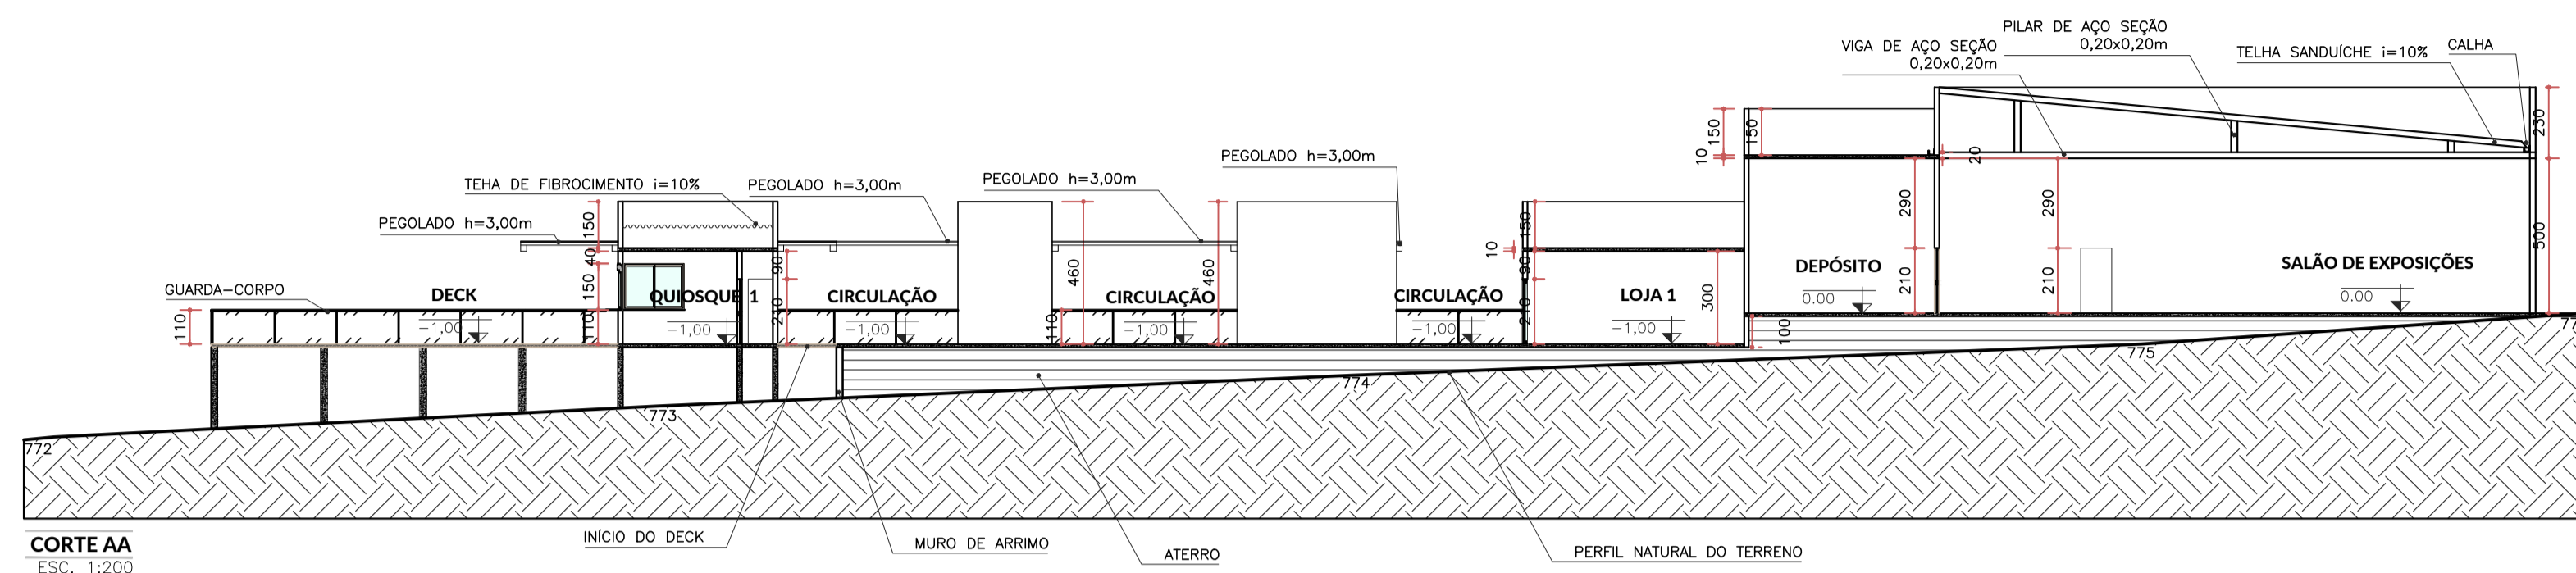 PILAR DE AÇO SEÇÃO
0,20x0,20m
VIGA DE AÇO SEÇÃO
0,20x0,20m
TELHA SANDUÍCHE i=10%
CALHA
PEGOLADO h=3,00m
PEGOLADO h=3,00m
PEGOLADO h=3,00m
TEHA DE FIBROCIMENTO i=10%
PEGOLADO h=3,00m
GUARDA-CORPO
DECK
QUIOSQUE 1
CIRCULAÇÃO
CIRCULAÇÃO
CIRCULAÇÃO
LOJA 1
DEPÓSITO
SALÃO DE EXPOSIÇÕES
-1,00
-1,00
-1,00
-1,00
-1,00
-1,00
0.00
0.00
110
150
40
150
110
90
210
460
110
460
10
150
90
210
300
150
150
10
20
290
210
290
210
100
230
500
772
773
774
775
INÍCIO DO DECK
MURO DE ARRIMO
ATERRO
PERFIL NATURAL DO TERRENO
CORTE AA
ESC. 1:200